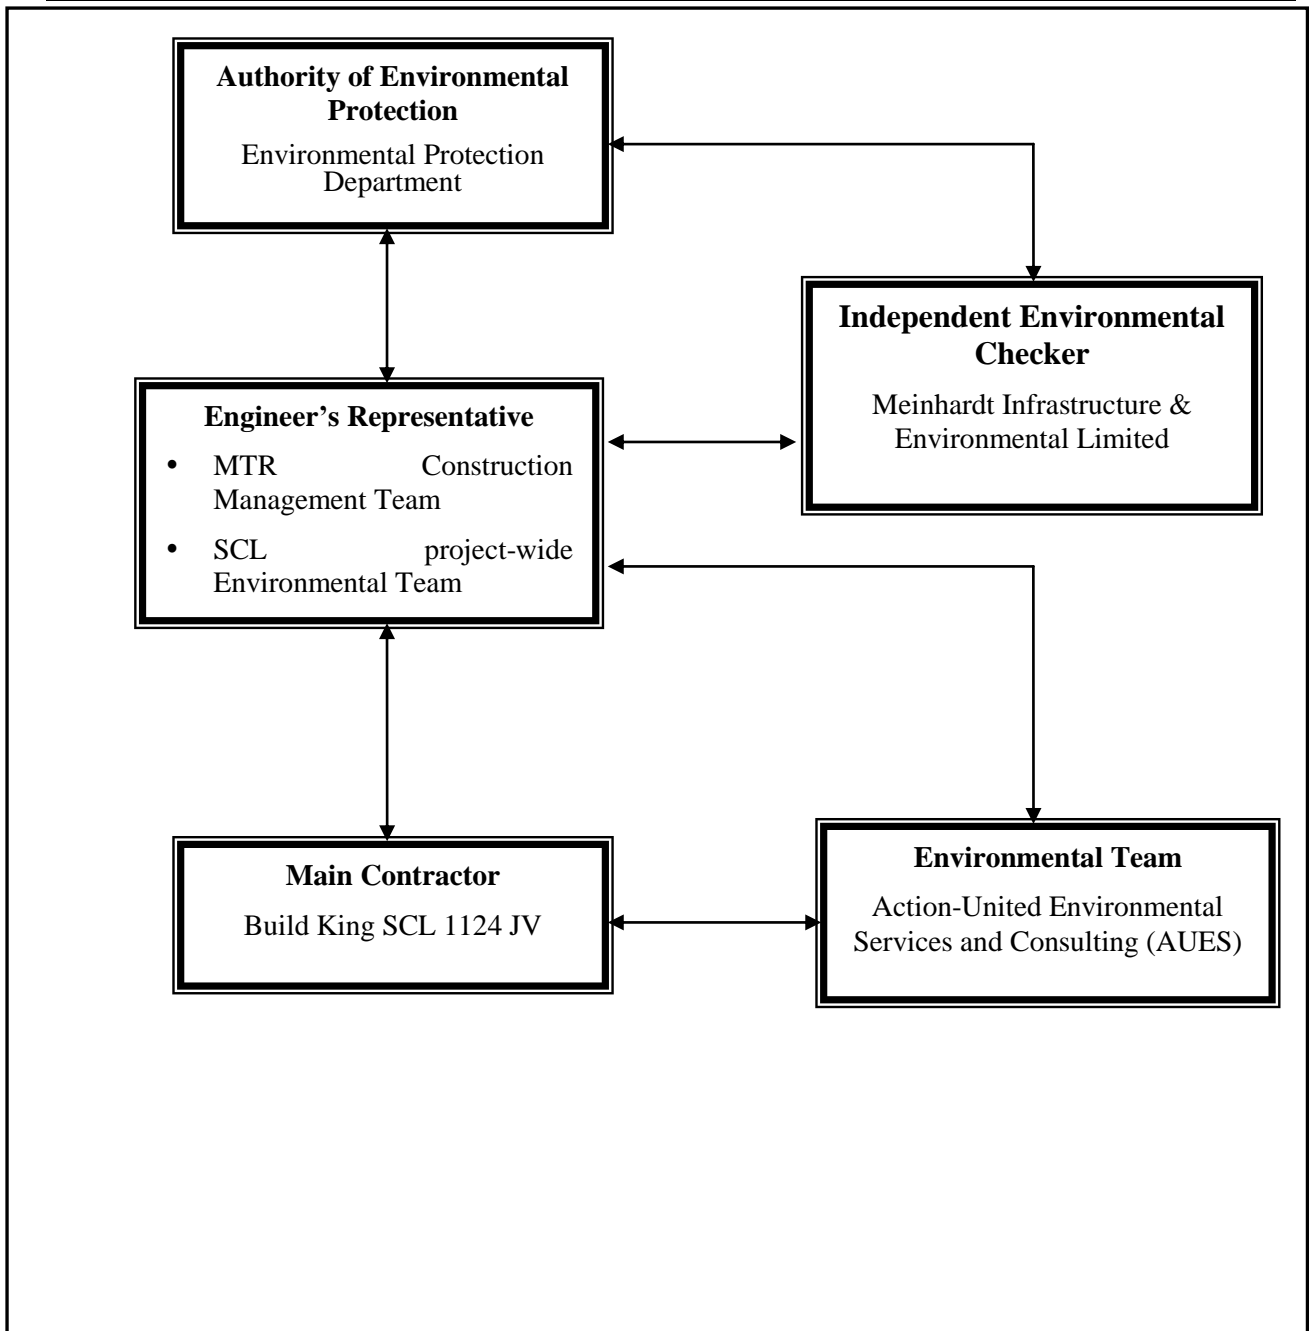 Authority of Environmental
Protection
Environmental Protection
Department
Independent Environmental
Checker
Meinhardt Infrastructure &
Environmental Limited
Engineer’s Representative
• MTR Construction
Management Team
• SCL project-wide
Environmental Team
Main Contractor
Build King SCL 1124 JV
Environmental Team
Action-United Environmental
Services and Consulting (AUES)